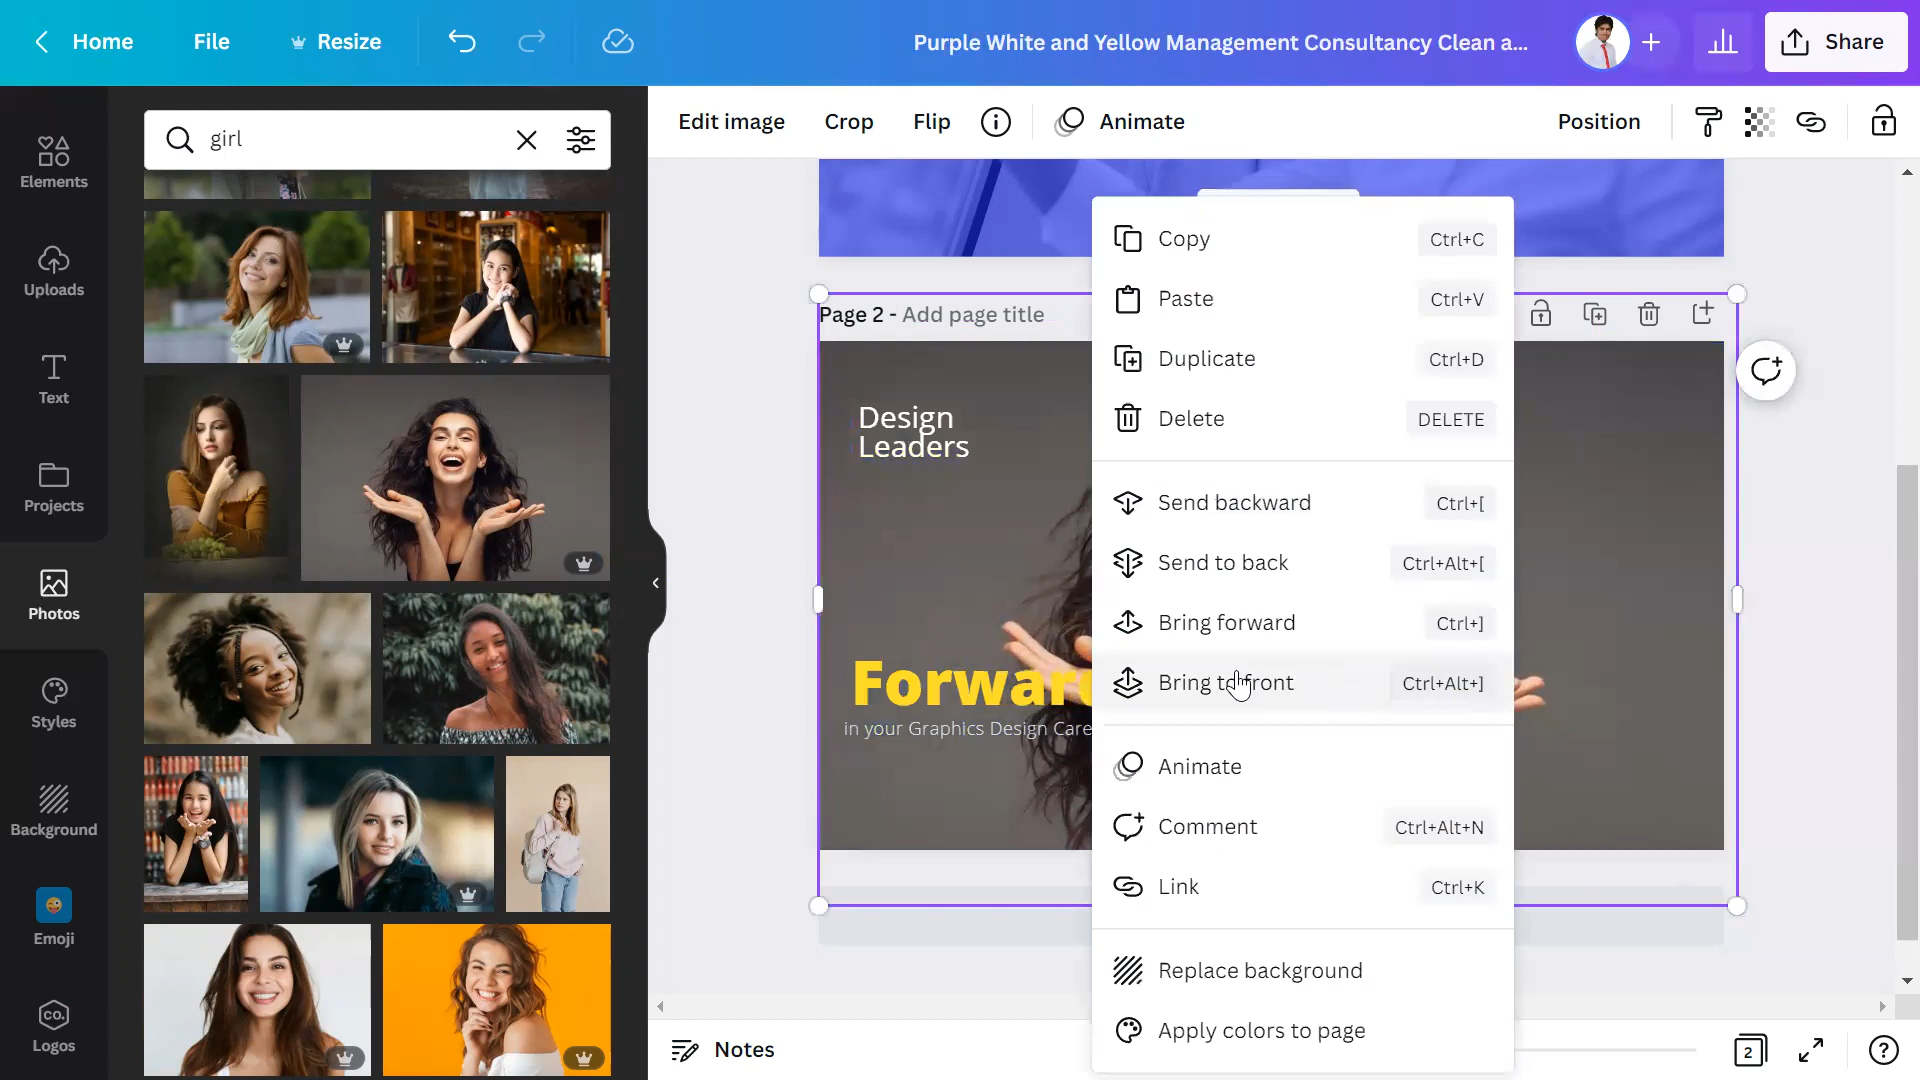 Home
File
Resize
Purple White and Yellow Management Consultancy Clean a...
Share
girl
Edit image
Crop
Flip
Animate
Position
Elements
Uploads
Text
Projects
Photos
Styles
Background
Emoji
CO.
Logos
Page 2 - Add page title
Design
Leaders
Forward
in your Graphics Design Care
Copy Ctrl+C
Paste Ctrl+V
Duplicate Ctrl+D
Delete DELETE
Send backward Ctrl+[
Send to back Ctrl+Alt+[
Bring forward Ctrl+]
Bring to front Ctrl+Alt+]
Animate
Comment Ctrl+Alt+N
Link Ctrl+K
Replace background
Apply colors to page
Notes
2